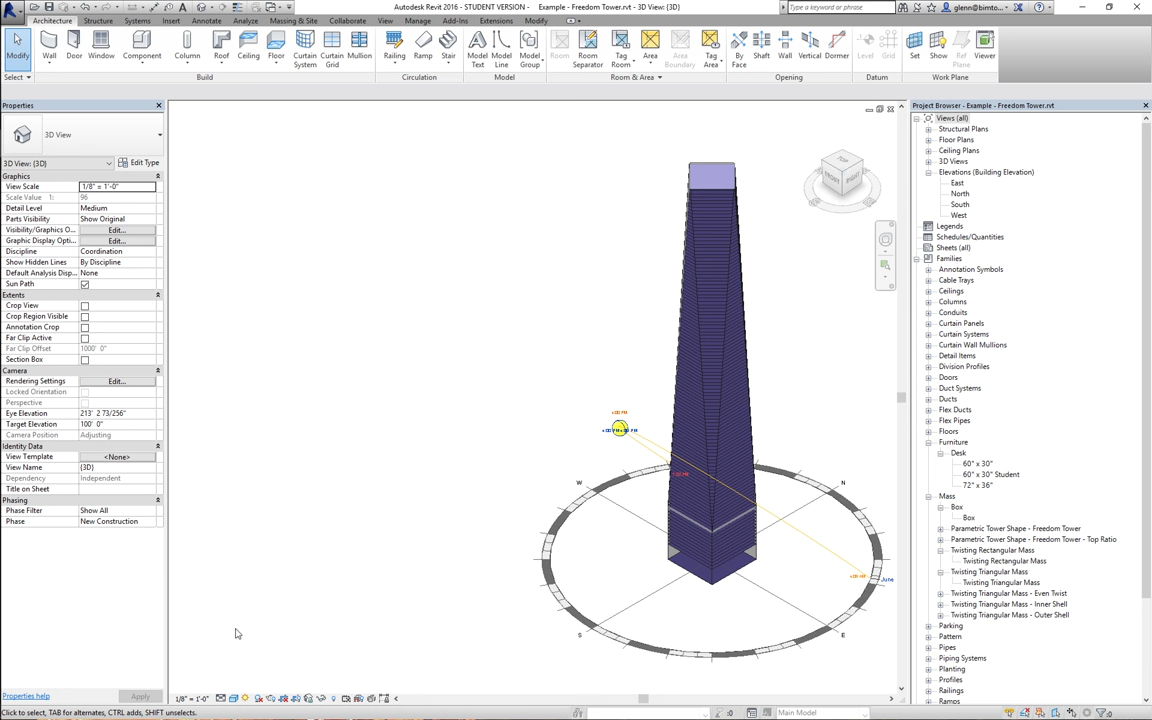 Autodesk Revit 2016 - STUDENT VERSION - Example - Freedom Tower.rvt - 3D View: {3D}
Type a keyword or phrase
glenn@bimto...
Architecture Structure Systems Insert Annotate Analyze Massing & Site Collaborate View Manage Add-Ins Extensions Modify
Modify Wall Door Window Component Column Roof Ceiling Floor Curtain System Curtain Grid Mullion Railing Ramp Stair Model Text Model Line Model Group Room Room Separator Tag Room Area Area Boundary Tag Area By Face Shaft Wall Vertical Dormer Level Grid Set Show Ref Plane Viewer
Select Build Circulation Model Room & Area Opening Datum Work Plane
Properties
3D View
3D View: {3D} Edit Type
Graphics
View Scale 1/8" = 1'-0"
Scale Value 1: 96
Detail Level Medium
Parts Visibility Show Original
Visibility/Graphics O... Edit...
Graphic Display Opti... Edit...
Discipline Coordination
Show Hidden Lines By Discipline
Default Analysis Disp... None
Sun Path
Extents
Crop View
Crop Region Visible
Annotation Crop
Far Clip Active
Far Clip Offset 1000' 0"
Section Box
Camera
Rendering Settings Edit...
Locked Orientation
Perspective
Eye Elevation 213' 2 73/256"
Target Elevation 100' 0"
Camera Position Adjusting
Identity Data
View Template <None>
View Name {3D}
Dependency Independent
Title on Sheet
Phasing
Phase Filter Show All
Phase New Construction
Properties help Apply
TOP
FRONT RIGHT
W N
S E
June
Project Browser - Example - Freedom Tower.rvt
Views (all)
Structural Plans
Floor Plans
Ceiling Plans
3D Views
Elevations (Building Elevation)
East
North
South
West
Legends
Schedules/Quantities
Sheets (all)
Families
Annotation Symbols
Cable Trays
Ceilings
Columns
Conduits
Curtain Panels
Curtain Systems
Curtain Wall Mullions
Detail Items
Division Profiles
Doors
Duct Systems
Ducts
Flex Ducts
Flex Pipes
Floors
Furniture
Desk
60" x 30"
60" x 30" Student
72" x 36"
Mass
Box
Box
Parametric Tower Shape - Freedom Tower
Parametric Tower Shape - Freedom Tower - Top Ratio
Twisting Rectangular Mass
Twisting Rectangular Mass
Twisting Triangular Mass
Twisting Triangular Mass
Twisting Triangular Mass - Even Twist
Twisting Triangular Mass - Inner Shell
Twisting Triangular Mass - Outer Shell
Parking
Pattern
Pipes
Piping Systems
Planting
Profiles
Railings
Ramps
1/8" = 1'-0"
Click to select, TAB for alternates, CTRL adds, SHIFT unselects.
:0 Main Model :0